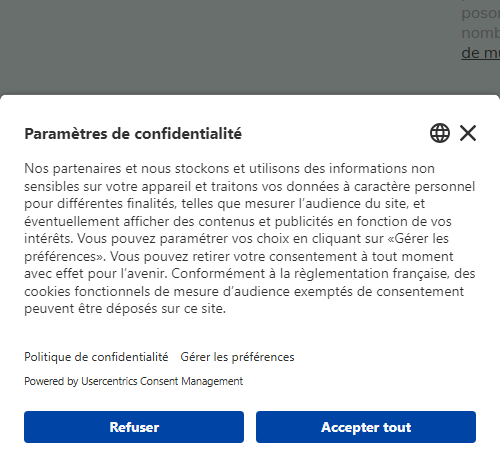 de
Paramètres de confidentialité
Nos partenaires et nous stockons et utilisons des informations non
sensibles sur votre appareil et traitons vos données à caractère personnel
pour différentes finalités, telles que mesurer l’audience du site, et
éventuellement afficher des contenus et publicités en fonction de vos
intérêts. Vous pouvez paramétrer vos choix en cliquant sur «Gérer les
préférences». Vous pouvez retirer votre consentement à tout moment
avec effet pour l’avenir. Conformément à la règlementation française, des
cookies fonctionnels de mesure d’audience exemptés de consentement
peuvent être déposés sur ce site.
Politique de confidentialité Gérer les préférences
Powered by Usercentrics Consent Management
Refuser Accepter tout